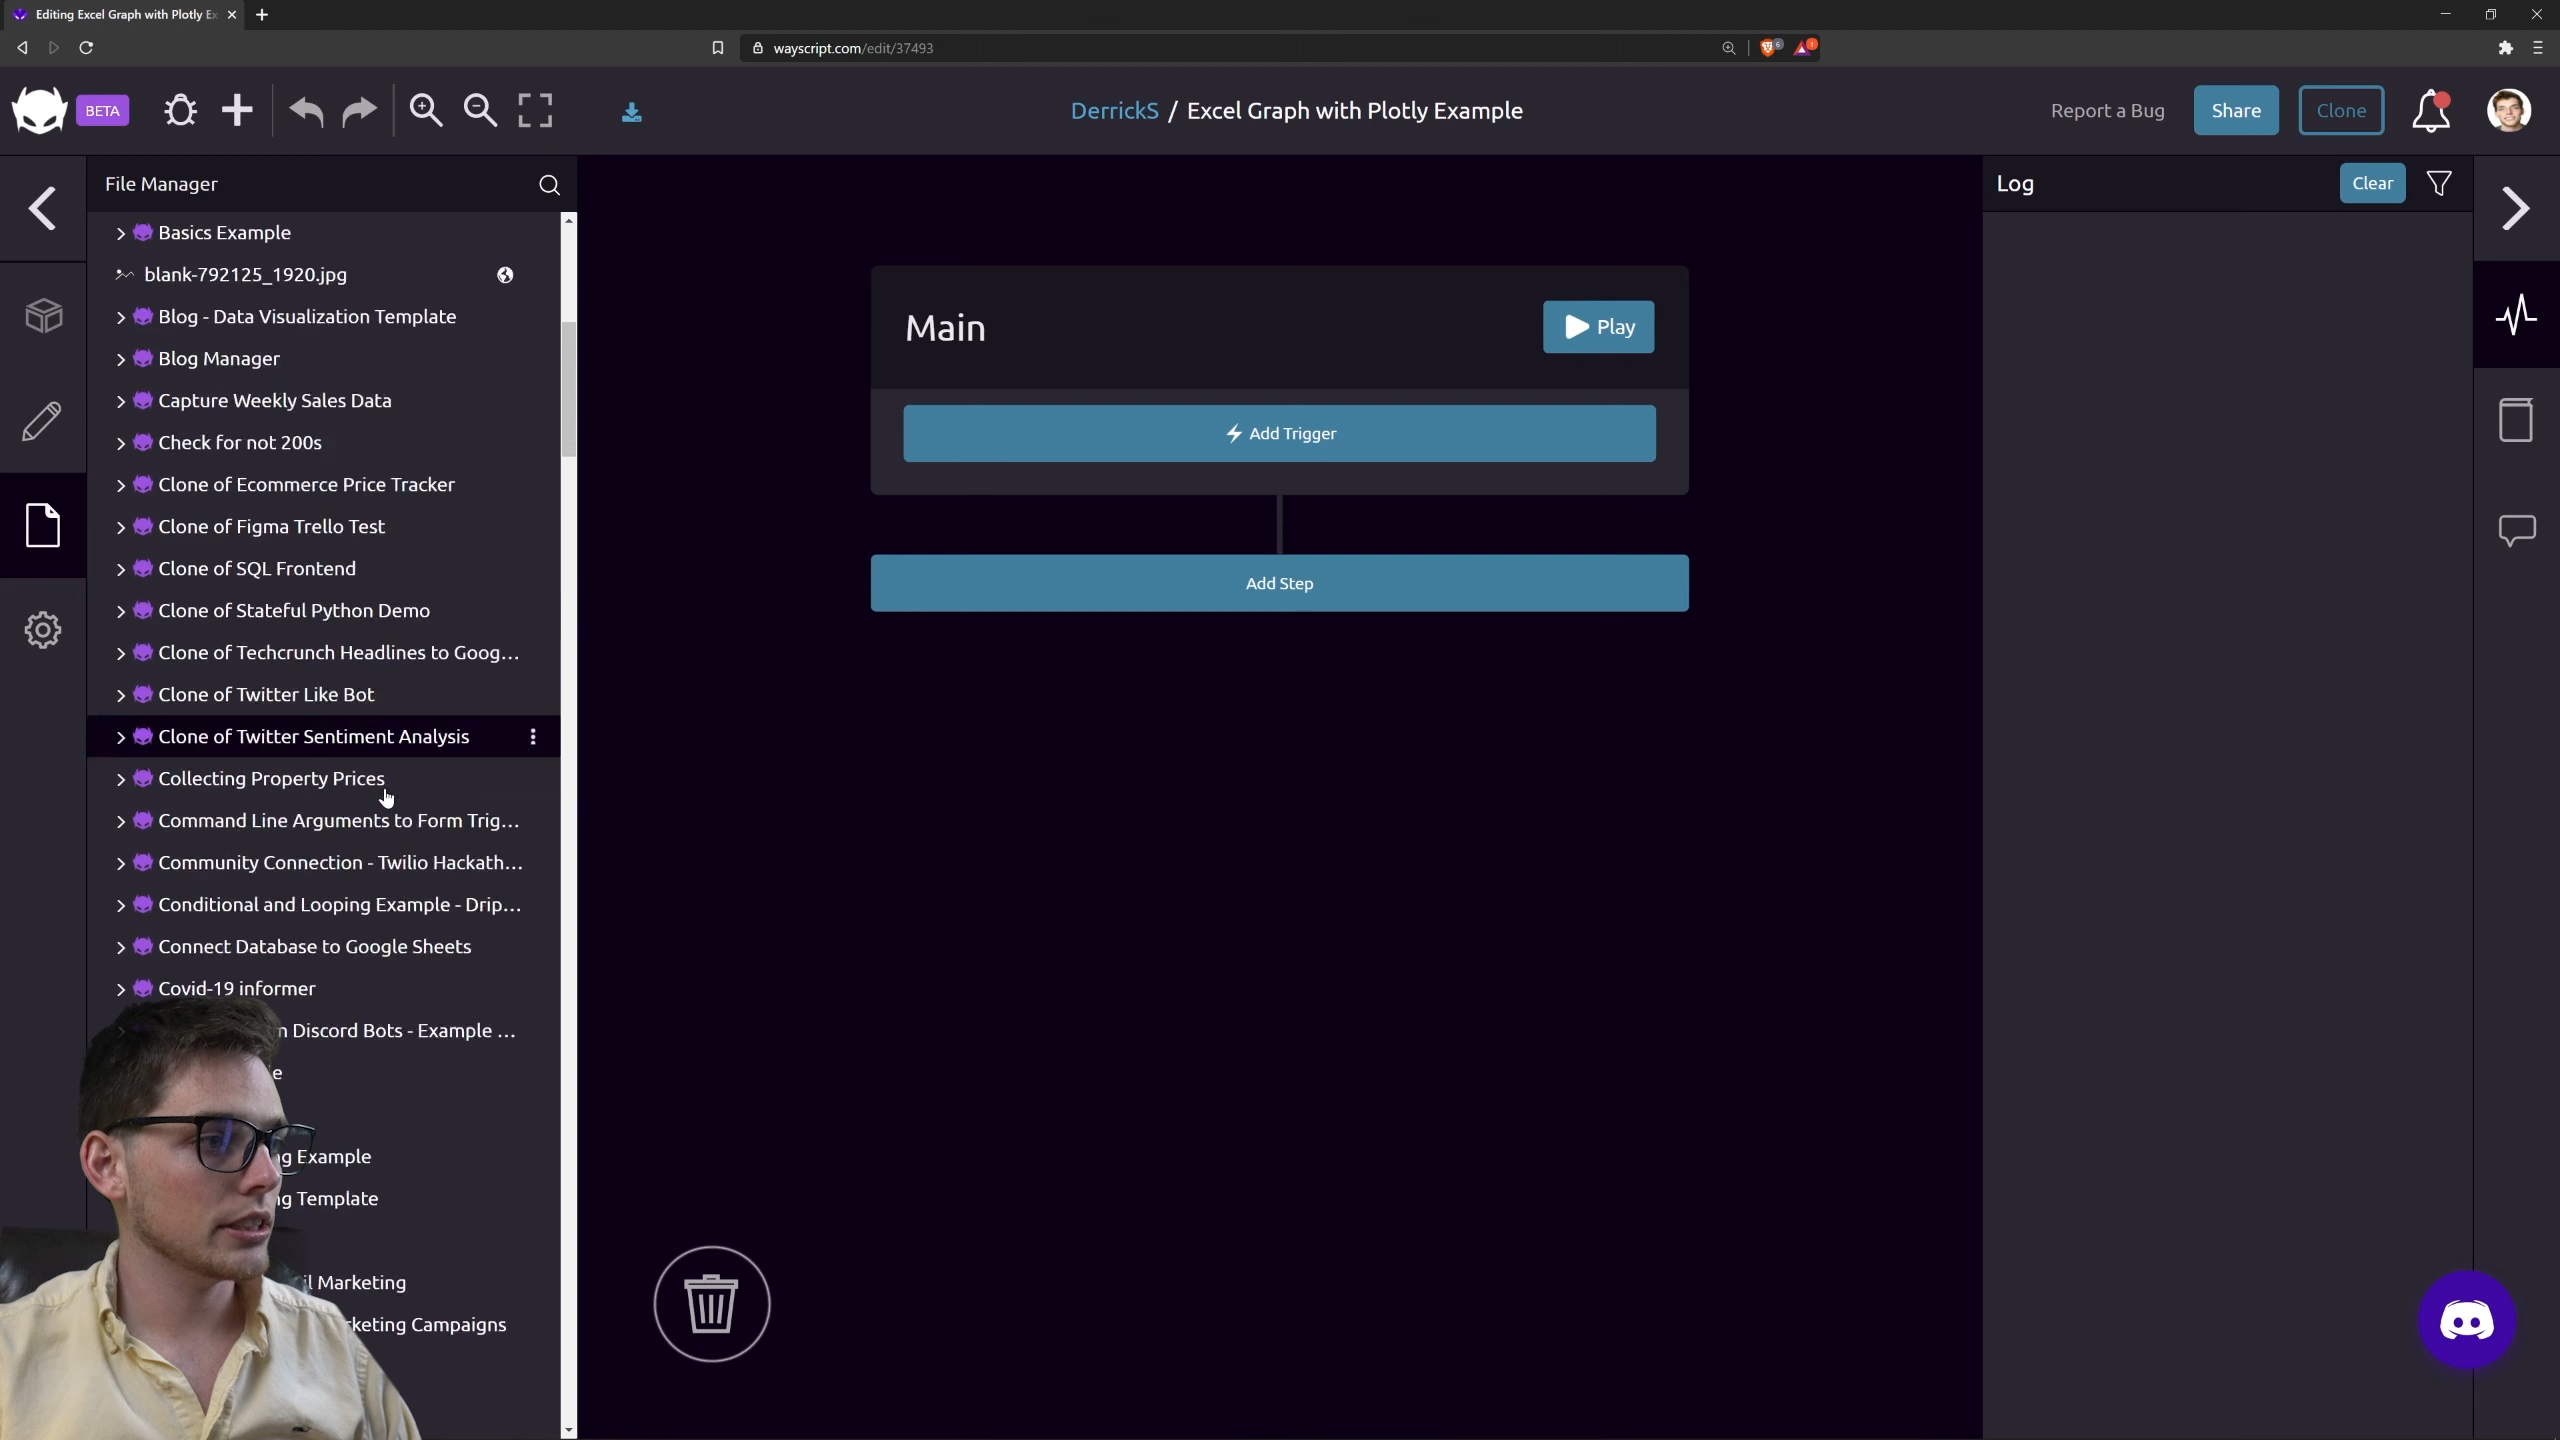 Editing Excel Graph with Plotly Ex
wayscript.com/edit/37493
BETA
DerrickS / Excel Graph with Plotly Example
Report a Bug
Share
Clone
File Manager
Basics Example
blank-792125_1920.jpg
Blog - Data Visualization Template
Blog Manager
Capture Weekly Sales Data
Check for not 200s
Clone of Ecommerce Price Tracker
Clone of Figma Trello Test
Clone of SQL Frontend
Clone of Stateful Python Demo
Clone of Techcrunch Headlines to Goog...
Clone of Twitter Like Bot
Clone of Twitter Sentiment Analysis
Collecting Property Prices
Command Line Arguments to Form Trig...
Community Connection - Twilio Hackath...
Conditional and Looping Example - Drip...
Connect Database to Google Sheets
Covid-19 informer
Discord Bots - Example ...
Example
Template
Marketing
Campaigns
Main
Play
Add Trigger
Add Step
Log
Clear